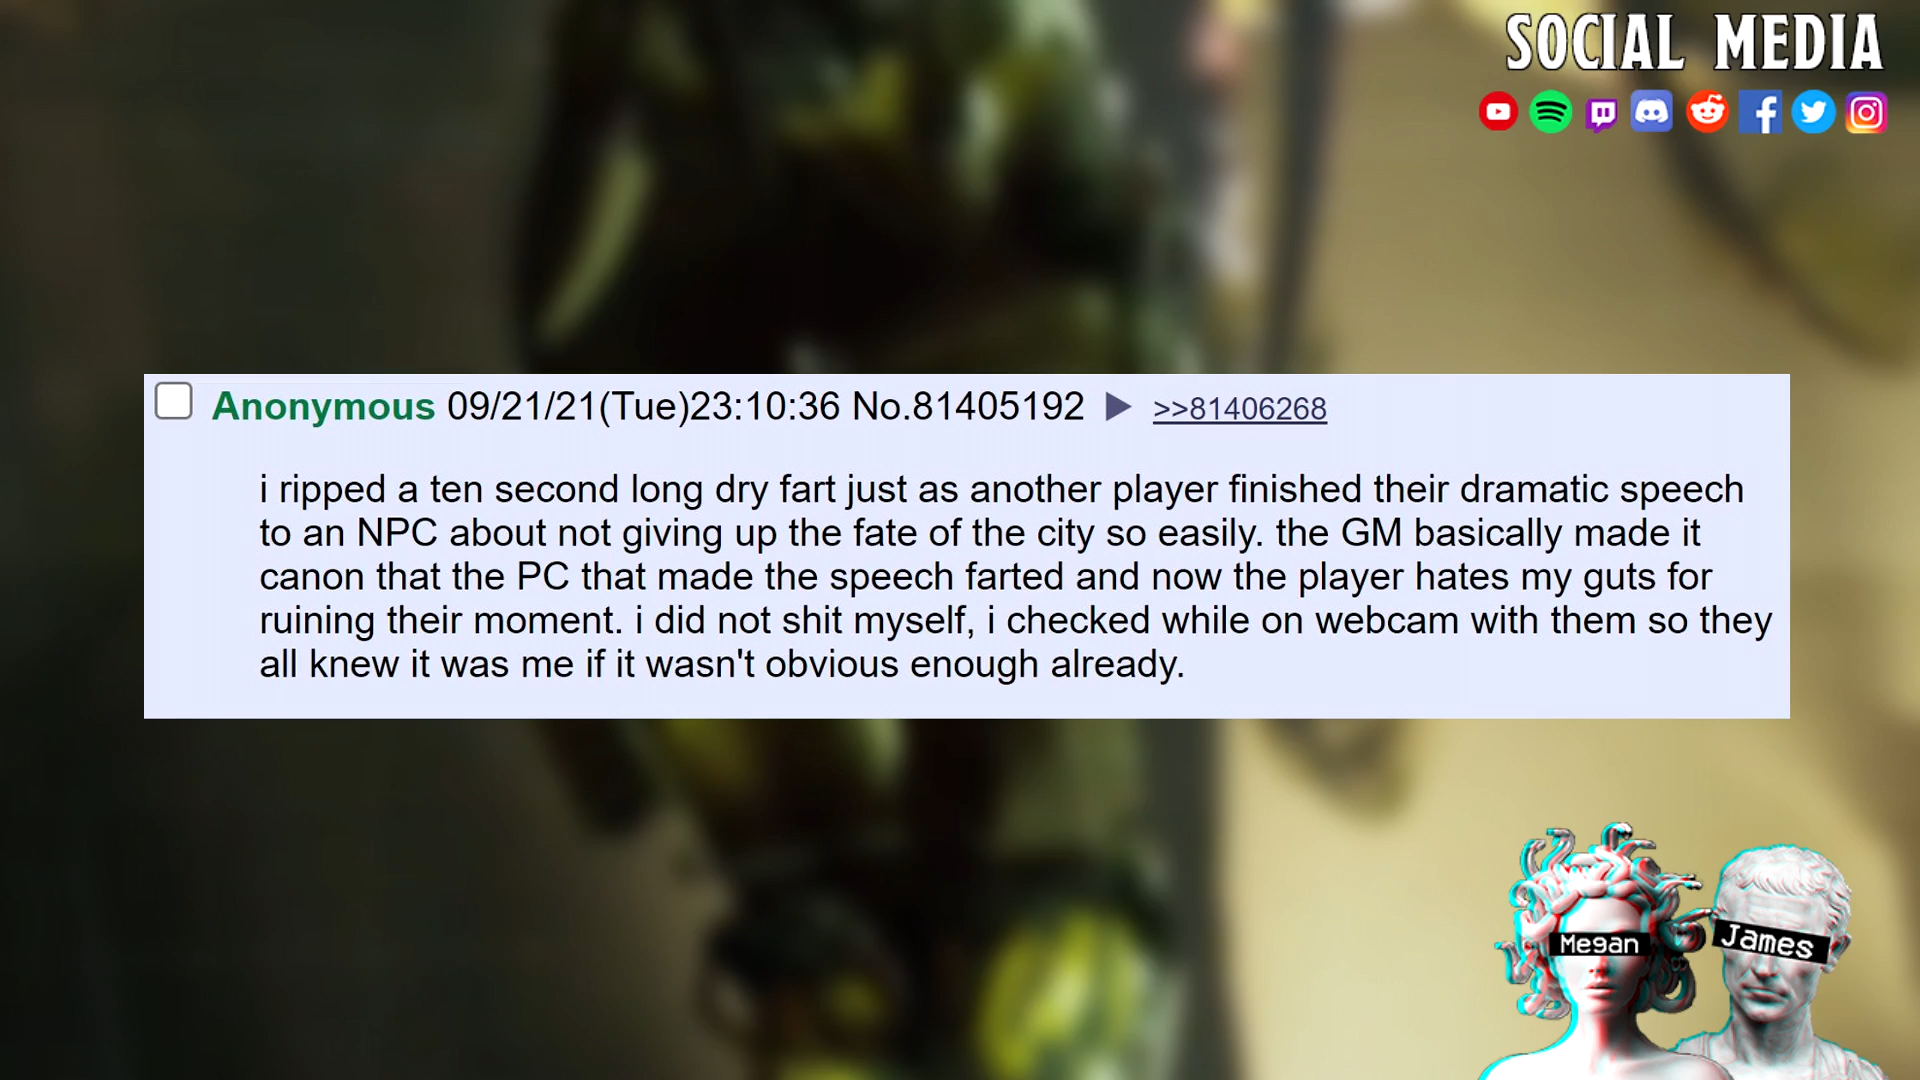 SOCIAL MEDIA
Anonymous 09/21/21(Tue)23:10:36 No.81405192 ▶ >>81406268
i ripped a ten second long dry fart just as another player finished their dramatic speech
to an NPC about not giving up the fate of the city so easily. the GM basically made it
canon that the PC that made the speech farted and now the player hates my guts for
ruining their moment. i did not shit myself, i checked while on webcam with them so they
all knew it was me if it wasn't obvious enough already.
Megan
James